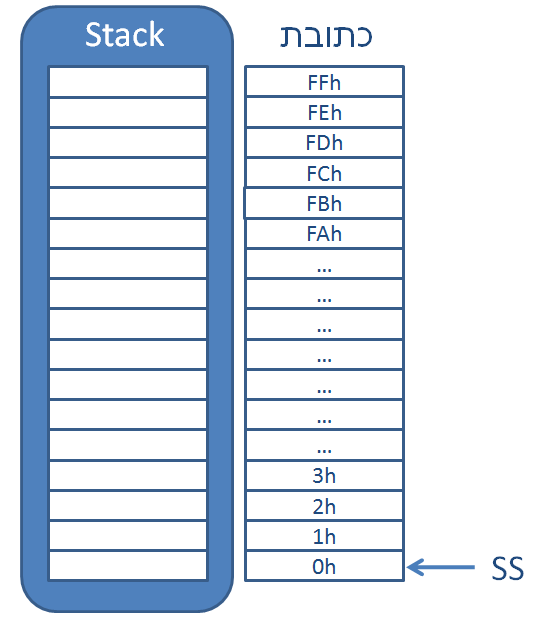 Stack
כתובת
FFh
FEh
FDh
FCh
FBh
FAh
...
...
...
...
...
...
...
3h
2h
1h
0h
SS